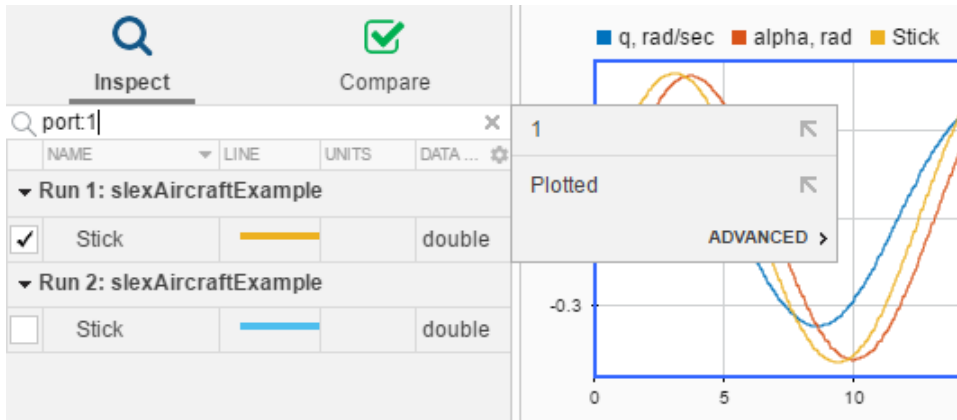 Inspect
Compare
port:1
NAME LINE UNITS DATA ...
Run 1: slexAircraftExample
Stick double
Run 2: slexAircraftExample
Stick double
1
Plotted
ADVANCED
q, rad/sec alpha, rad Stick
-0.3
0 5 10